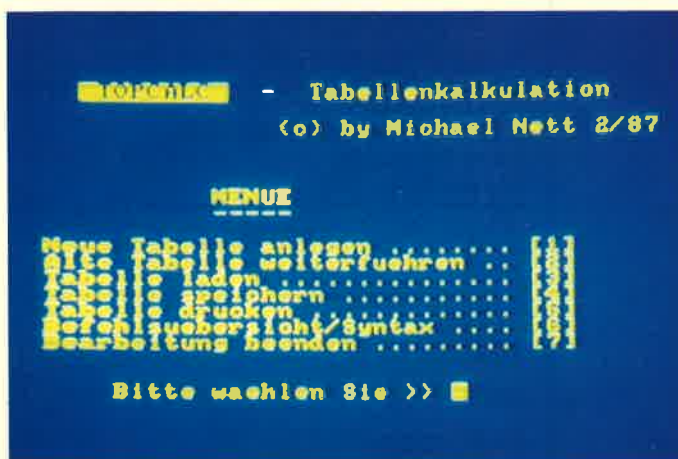 TOPCALC - Tabellenkalkulation
(c) by Michael Nett 2/87
MENUE
Neue Tabelle anlegen ........ [1]
Alte Tabelle weiterfuehren .. [2]
Tabelle laden ............... [3]
Tabelle speichern ........... [4]
Tabelle drucken ............. [5]
Befehlsuebersicht/Syntax .... [6]
Bearbeitung beenden ......... [7]
Bitte waehlen Sie >>